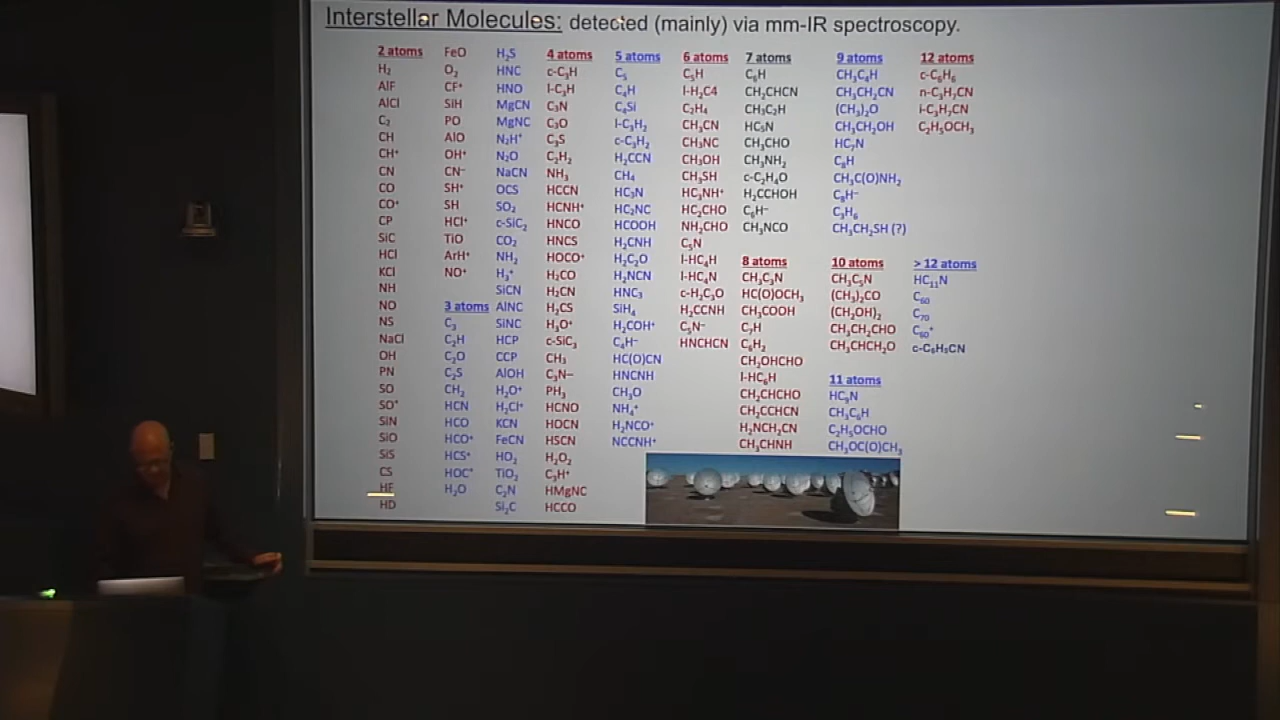 Interstellar Molecules: detected (mainly) via mm-IR spectroscopy.
2 atoms
H₂
AlF
AlCl
C₂
CH
CH⁺
CN
CO
CO⁺
CP
SiC
HCl
KCl
NH
NO
NS
NaCl
OH
PN
SO
SO⁺
SiN
SiO
SiS
CS
HF
HD
FeO
O₂
CF⁺
SiH
PO
AlO
OH⁺
CN⁻
SH⁺
SH
HCl⁺
TiO
ArH⁺
NO⁺
3 atoms
C₃
C₂H
C₂O
C₂S
CH₂
HCN
HCO
HCO⁺
HCS⁺
HOC⁺
H₂O
H₂S
HNC
HNO
MgCN
MgNC
N₂H⁺
N₂O
NaCN
OCS
SO₂
c-SiC₂
CO₂
NH₂
H₃⁺
SiCN
AlNC
SiNC
HCP
CCP
AlOH
H₂O⁺
H₂Cl⁺
KCN
FeCN
HO₂
TiO₂
C₂N
Si₂C
4 atoms
c-C₃H
l-C₃H
C₃N
C₃O
C₃S
C₂H₂
NH₃
HCCN
HCNH⁺
HNCO
HNCS
HOCO⁺
H₂CO
H₂CN
H₂CS
H₃O⁺
c-SiC₃
CH₃
C₃N–
PH₃
HCNO
HOCN
HSCN
H₂O₂
C₃H⁺
HMgNC
HCCO
5 atoms
C₅
C₄H
C₄Si
l-C₃H₂
c-C₃H₂
H₂CCN
CH₄
HC₃N
HC₂NC
HCOOH
H₂CNH
H₂C₂O
H₂NCN
HNC₃
SiH₄
H₂COH⁺
C₄H⁻
HC(O)CN
HNCNH
CH₃O
NH₄⁺
H₂NCO⁺
NCCNH⁺
6 atoms
C₅H
l-H₂C4
C₂H₄
CH₃CN
CH₃NC
CH₃OH
CH₃SH
HC₃NH⁺
HC₂CHO
NH₂CHO
C₅N
l-HC₄H
l-HC₄N
c-H₂C₃O
H₂CCNH
C₅N⁻
HNCHCN
7 atoms
C₆H
CH₂CHCN
CH₃C₂H
HC₅N
CH₃CHO
CH₃NH₂
c-C₂H₄O
H₂CCHOH
C₆H⁻
CH₃NCO
8 atoms
CH₃C₃N
HC(O)OCH₃
CH₃COOH
C₇H
C₆H₂
CH₂OHCHO
l-HC₆H
CH₂CHCHO
CH₂CCHCN
H₂NCH₂CN
CH₃CHNH
9 atoms
CH₃C₄H
CH₃CH₂CN
(CH₃)₂O
CH₃CH₂OH
HC₇N
C₈H
CH₃C(O)NH₂
C₈H⁻
C₃H₆
CH₃CH₂SH (?)
10 atoms
CH₃C₅N
(CH₃)₂CO
(CH₂OH)₂
CH₃CH₂CHO
CH₃CHCH₂O
11 atoms
HC₉N
CH₃C₆H
C₂H₅OCHO
CH₃OC(O)CH₃
12 atoms
c-C₆H₆
n-C₃H₇CN
i-C₃H₇CN
C₂H₅OCH₃
> 12 atoms
HC₁₁N
C₆₀
C₇₀
C₆₀⁺
c-C₆H₅CN